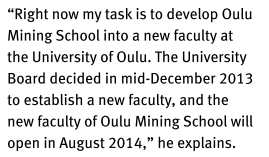 “Right now my task is to develop Oulu
Mining School into a new faculty at
the University of Oulu. The University
Board decided in mid-December 2013
to establish a new faculty, and the
new faculty of Oulu Mining School will
open in August 2014,” he explains.